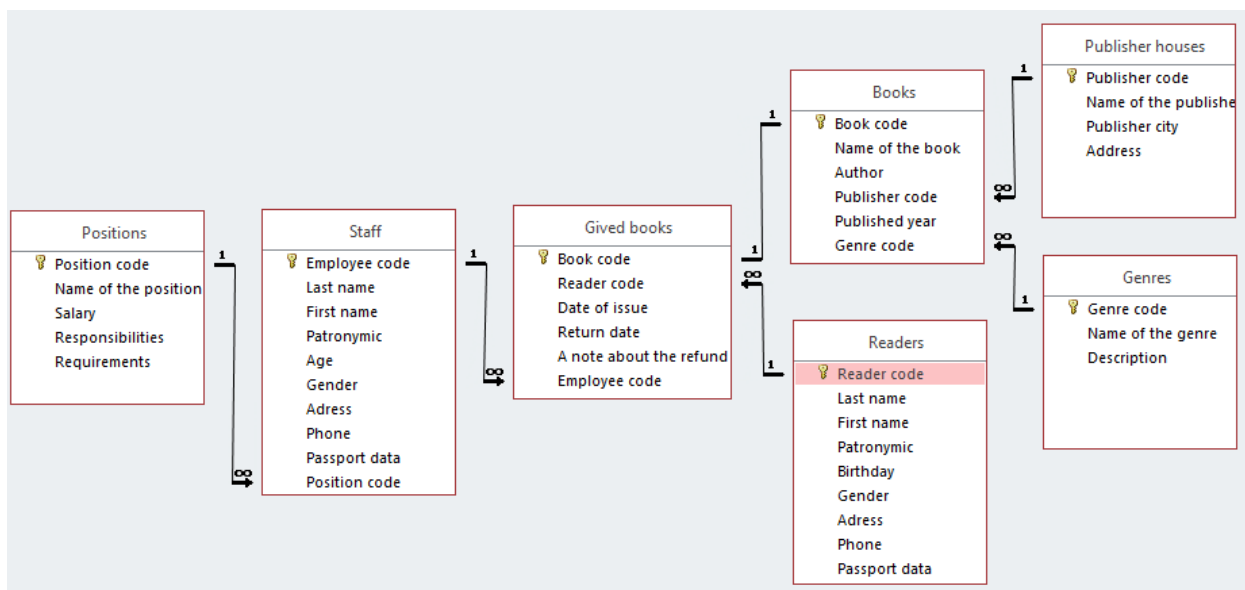 Positions
Position code
Name of the position
Salary
Responsibilities
Requirements
1
∞
Staff
Employee code
Last name
First name
Patronymic
Age
Gender
Adress
Phone
Passport data
Position code
1
∞
Gived books
Book code
Reader code
Date of issue
Return date
A note about the refund
Employee code
1
1
∞
1
Books
Book code
Name of the book
Author
Publisher code
Published year
Genre code
Readers
Reader code
Last name
First name
Patronymic
Birthday
Gender
Adress
Phone
Passport data
∞
1
∞
1
Publisher houses
Publisher code
Name of the publishe
Publisher city
Address
Genres
Genre code
Name of the genre
Description